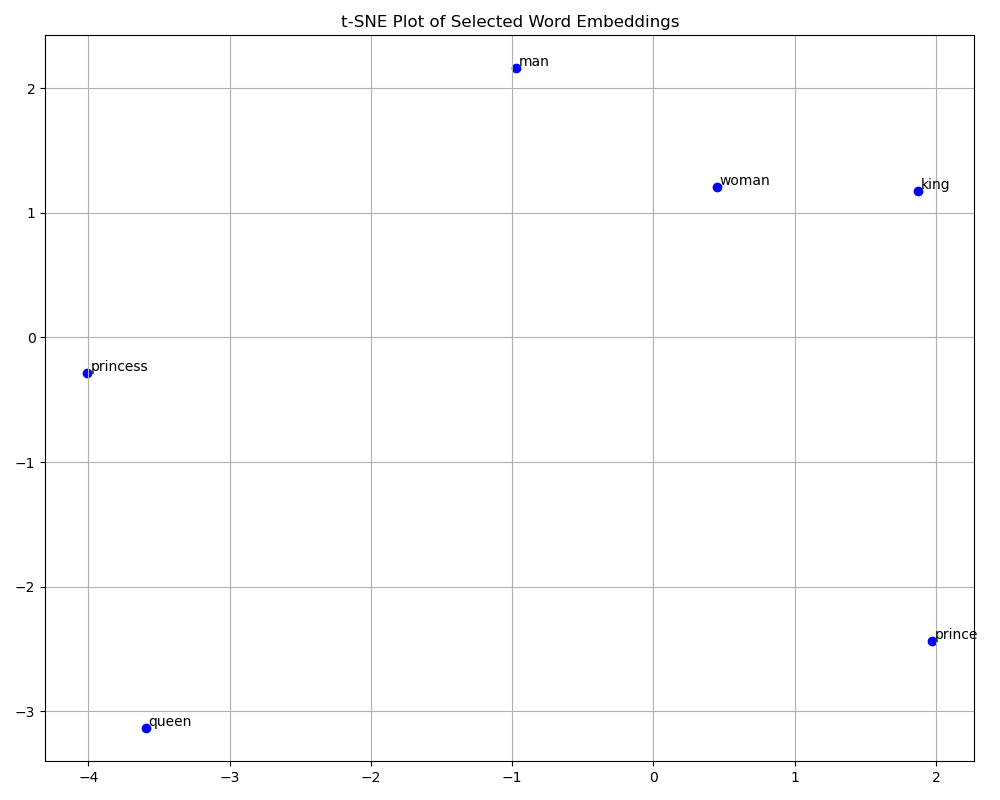 t-SNE Plot of Selected Word Embeddings
man
woman
king
princess
prince
queen
2
1
0
−1
−2
−3
−4 −3 −2 −1 0 1 2